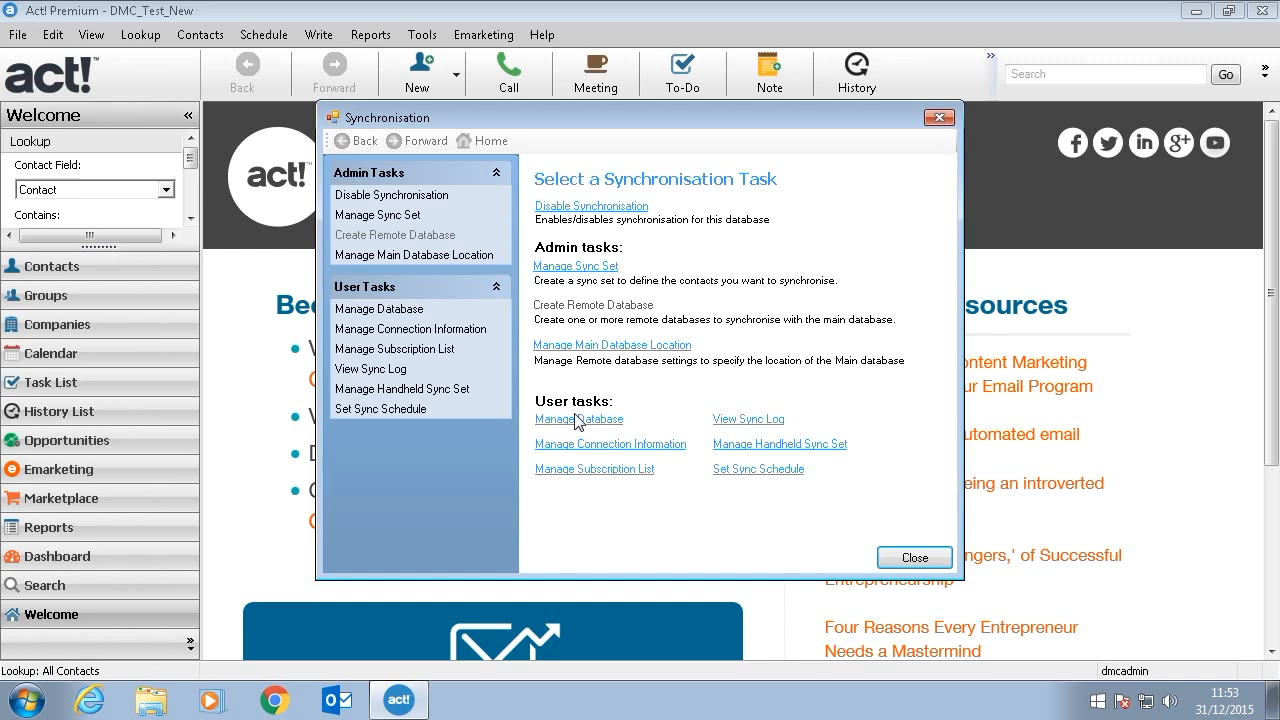 Act! Premium - DMC_Test_New
File Edit View Lookup Contacts Schedule Write Reports Tools Emarketing Help
act!
Back Forward New Call Meeting To-Do Note History
Search Go
Welcome
Lookup
Contact Field:
Contact
Contains:
Contacts
Groups
Companies
Calendar
Task List
History List
Opportunities
Emarketing
Marketplace
Reports
Dashboard
Search
Welcome
act!
Synchronisation
Back Forward Home
Admin Tasks
Disable Synchronisation
Manage Sync Set
Create Remote Database
Manage Main Database Location
User Tasks
Manage Database
Manage Connection Information
Manage Subscription List
View Sync Log
Manage Handheld Sync Set
Set Sync Schedule
Select a Synchronisation Task
Disable Synchronisation
Enables/disables synchronisation for this database
Admin tasks:
Manage Sync Set
Create a sync set to define the contacts you want to synchronise.
Create Remote Database
Create one or more remote databases to synchronise with the main database.
Manage Main Database Location
Manage Remote database settings to specify the location of the Main database
User tasks:
Manage Database View Sync Log
Manage Connection Information Manage Handheld Sync Set
Manage Subscription List Set Sync Schedule
Close
Four Reasons Every Entrepreneur
Needs a Mastermind
automated email
being an introverted
of Successful
Entrepreneurship
Lookup: All Contacts dmcadmin
act!
11:53
31/12/2015